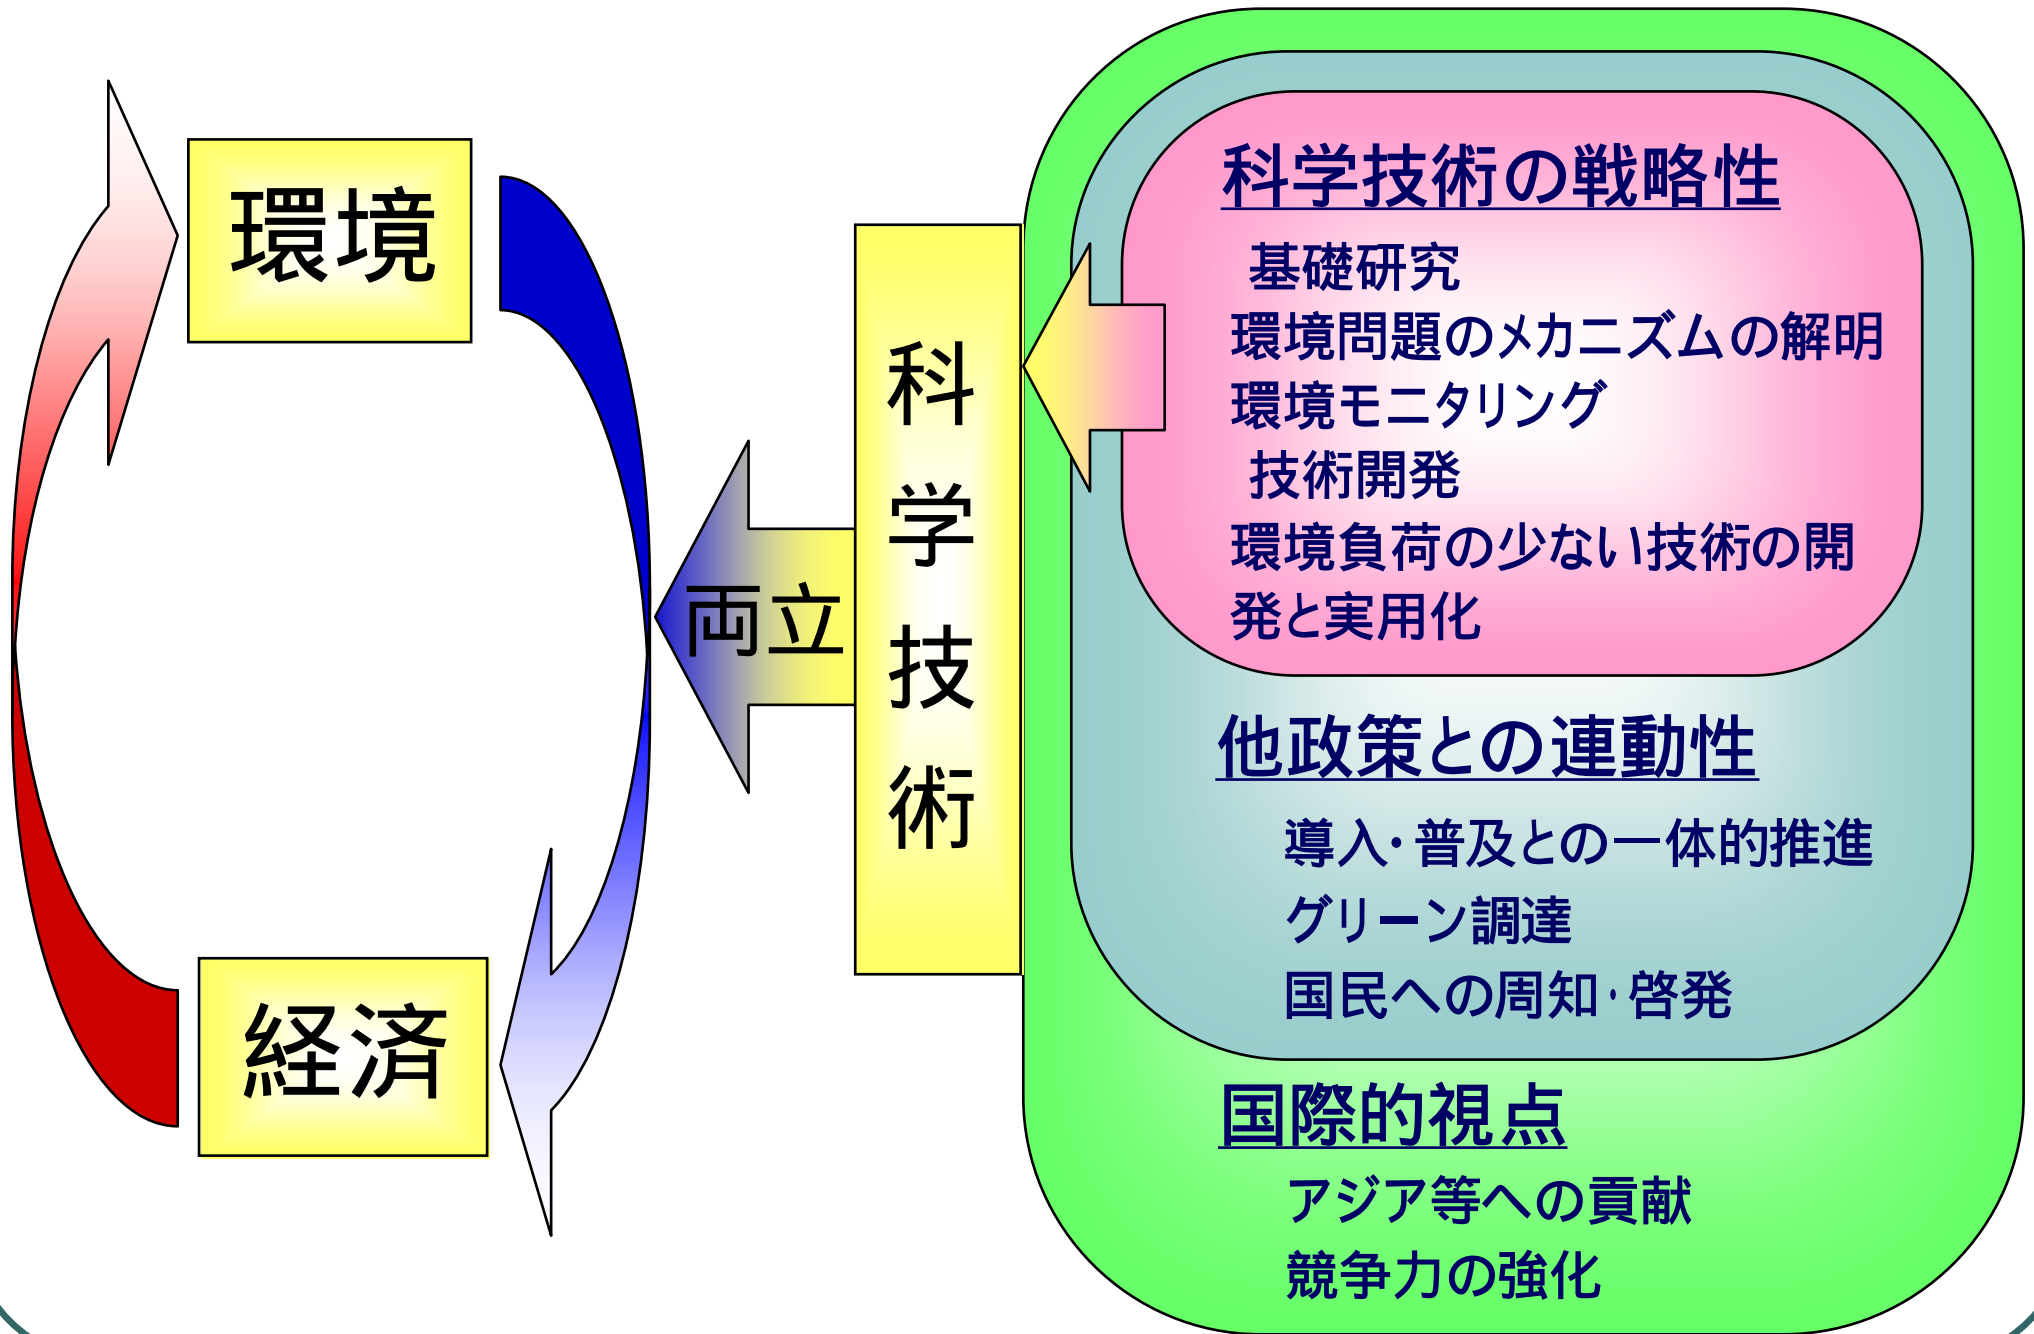 環境
経済
両立
科
学
技
術
科学技術の戦略性
基礎研究
環境問題のメカニズムの解明
環境モニタリング
技術開発
環境負荷の少ない技術の開
発と実用化
他政策との連動性
導入・普及との一体的推進
グリーン調達
国民への周知・啓発
国際的視点
アジア等への貢献
競争力の強化